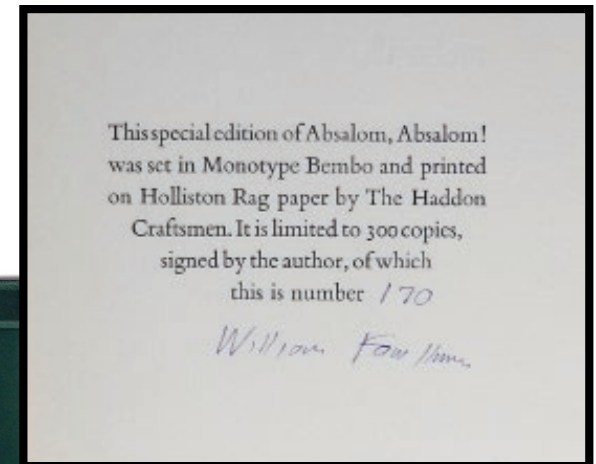 This special edition of Absalom, Absalom!
was set in Monotype Bembo and printed
on Holliston Rag paper by The Haddon
Craftsmen. It is limited to 300 copies,
signed by the author, of which
this is number 170
William Faulkner